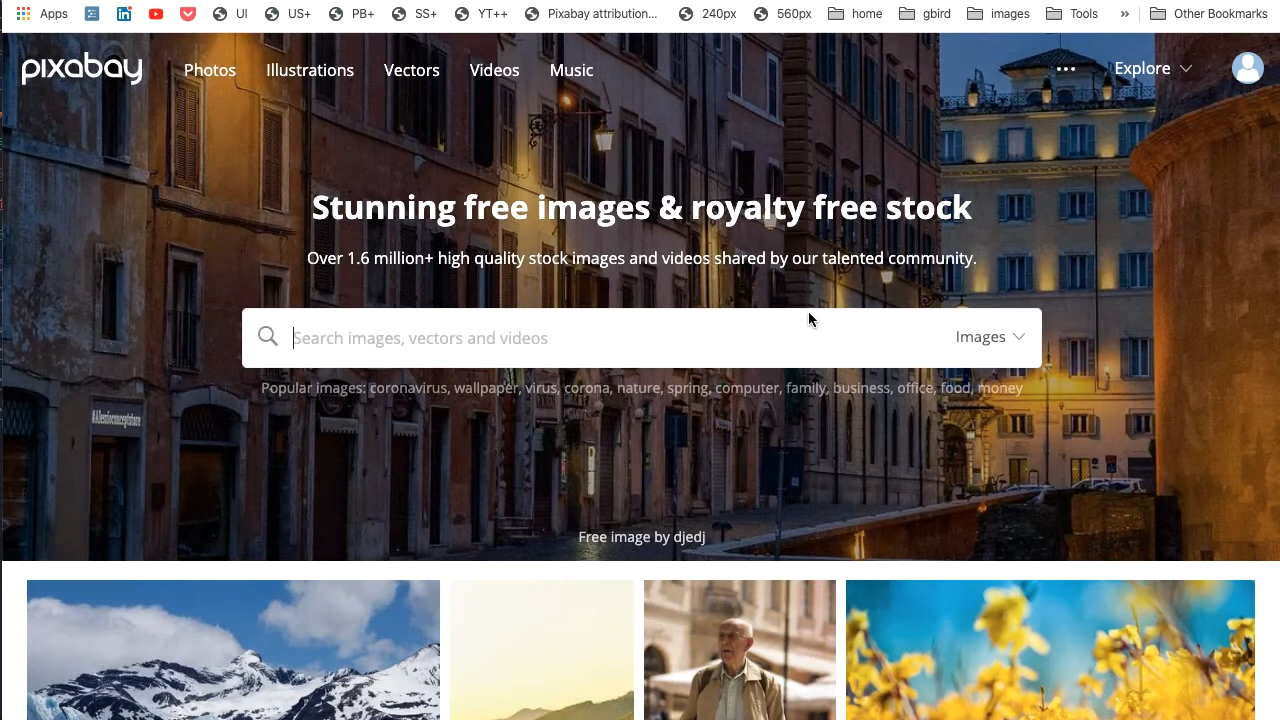 Apps UI US+ PB+ SS+ YT++ Pixabay attribution... 240px 560px home gbird images Tools » Other Bookmarks
pixabay Photos Illustrations Vectors Videos Music ••• Explore
Stunning free images & royalty free stock
Over 1.6 million+ high quality stock images and videos shared by our talented community.
Search images, vectors and videos Images
Popular images: coronavirus, wallpaper, virus, corona, nature, spring, computer, family, business, office, food, money
Free image by djedj